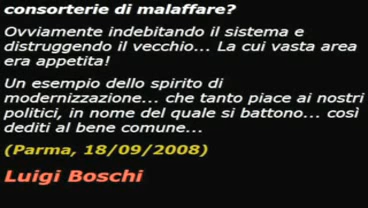 consorterie di malaffare?
Ovviamente indebitando il sistema e
distruggendo il vecchio... La cui vasta area
era appetita!
Un esempio dello spirito di
modernizzazione... che tanto piace ai nostri
politici, in nome del quale si battono... così
dediti al bene comune...
(Parma, 18/09/2008)
Luigi Boschi